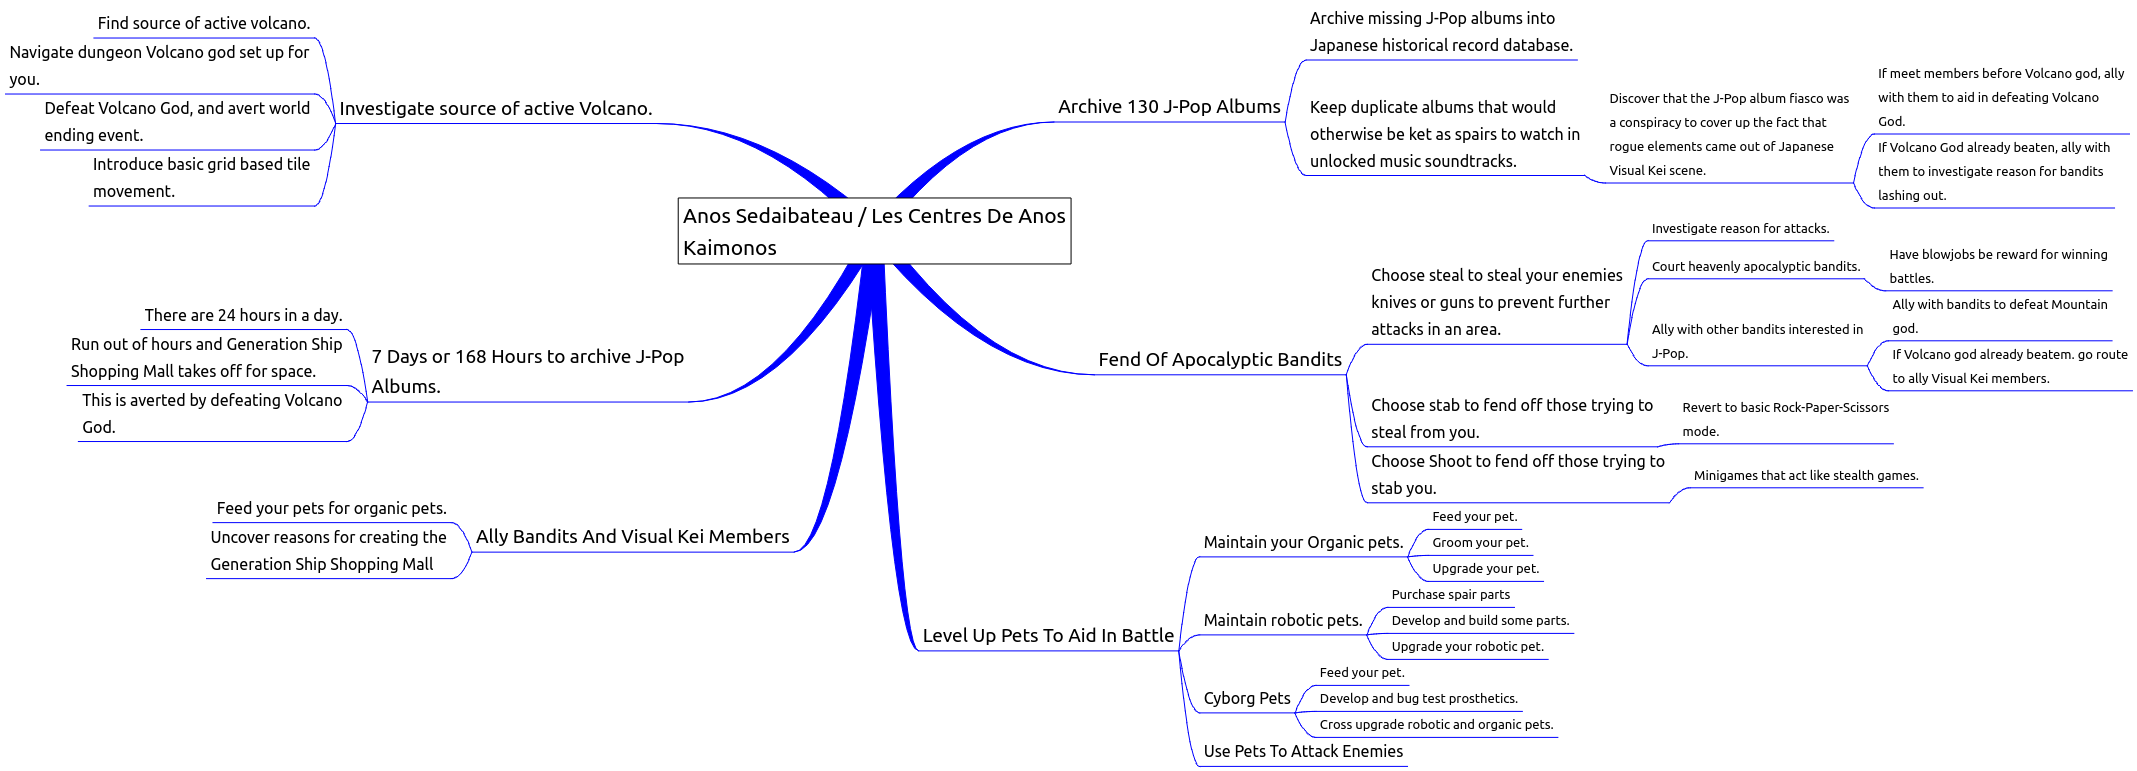 Anos Sedaibateau / Les Centres De Anos
Kaimonos
Investigate source of active Volcano.
Find source of active volcano.
Navigate dungeon Volcano god set up for
you.
Defeat Volcano God, and avert world
ending event.
Introduce basic grid based tile
movement.
7 Days or 168 Hours to archive J-Pop
Albums.
There are 24 hours in a day.
Run out of hours and Generation Ship
Shopping Mall takes off for space.
This is averted by defeating Volcano
God.
Ally Bandits And Visual Kei Members
Feed your pets for organic pets.
Uncover reasons for creating the
Generation Ship Shopping Mall
Archive 130 J-Pop Albums
Archive missing J-Pop albums into
Japanese historical record database.
Keep duplicate albums that would
otherwise be ket as spairs to watch in
unlocked music soundtracks.
Discover that the J-Pop album fiasco was
a conspiracy to cover up the fact that
rogue elements came out of Japanese
Visual Kei scene.
If meet members before Volcano god, ally
with them to aid in defeating Volcano
God.
If Volcano God already beaten, ally with
them to investigate reason for bandits
lashing out.
Fend Of Apocalyptic Bandits
Choose steal to steal your enemies
knives or guns to prevent further
attacks in an area.
Investigate reason for attacks.
Court heavenly apocalyptic bandits.
Have blowjobs be reward for winning
battles.
Ally with other bandits interested in
J-Pop.
Ally with bandits to defeat Mountain
god.
If Volcano god already beatem. go route
to ally Visual Kei members.
Choose stab to fend off those trying to
steal from you.
Revert to basic Rock-Paper-Scissors
mode.
Choose Shoot to fend off those trying to
stab you.
Minigames that act like stealth games.
Level Up Pets To Aid In Battle
Maintain your Organic pets.
Feed your pet.
Groom your pet.
Upgrade your pet.
Maintain robotic pets.
Purchase spair parts
Develop and build some parts.
Upgrade your robotic pet.
Cyborg Pets
Feed your pet.
Develop and bug test prosthetics.
Cross upgrade robotic and organic pets.
Use Pets To Attack Enemies